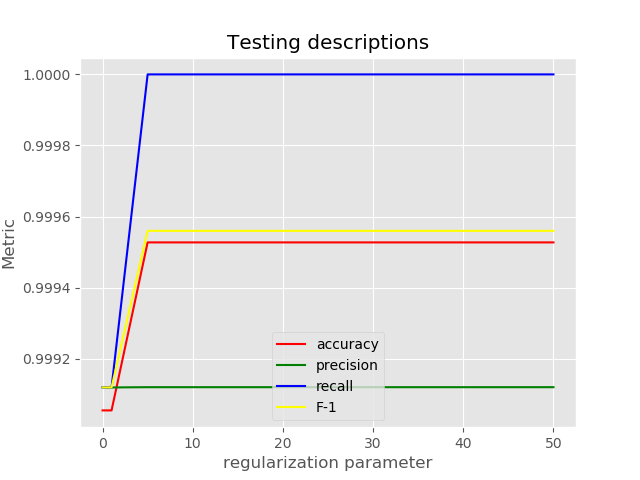 Testing descriptions
1.0000
0.9998
0.9996
0.9994
0.9992
Metric
accuracy
precision
recall
F-1
0 10 20 30 40 50
regularization parameter